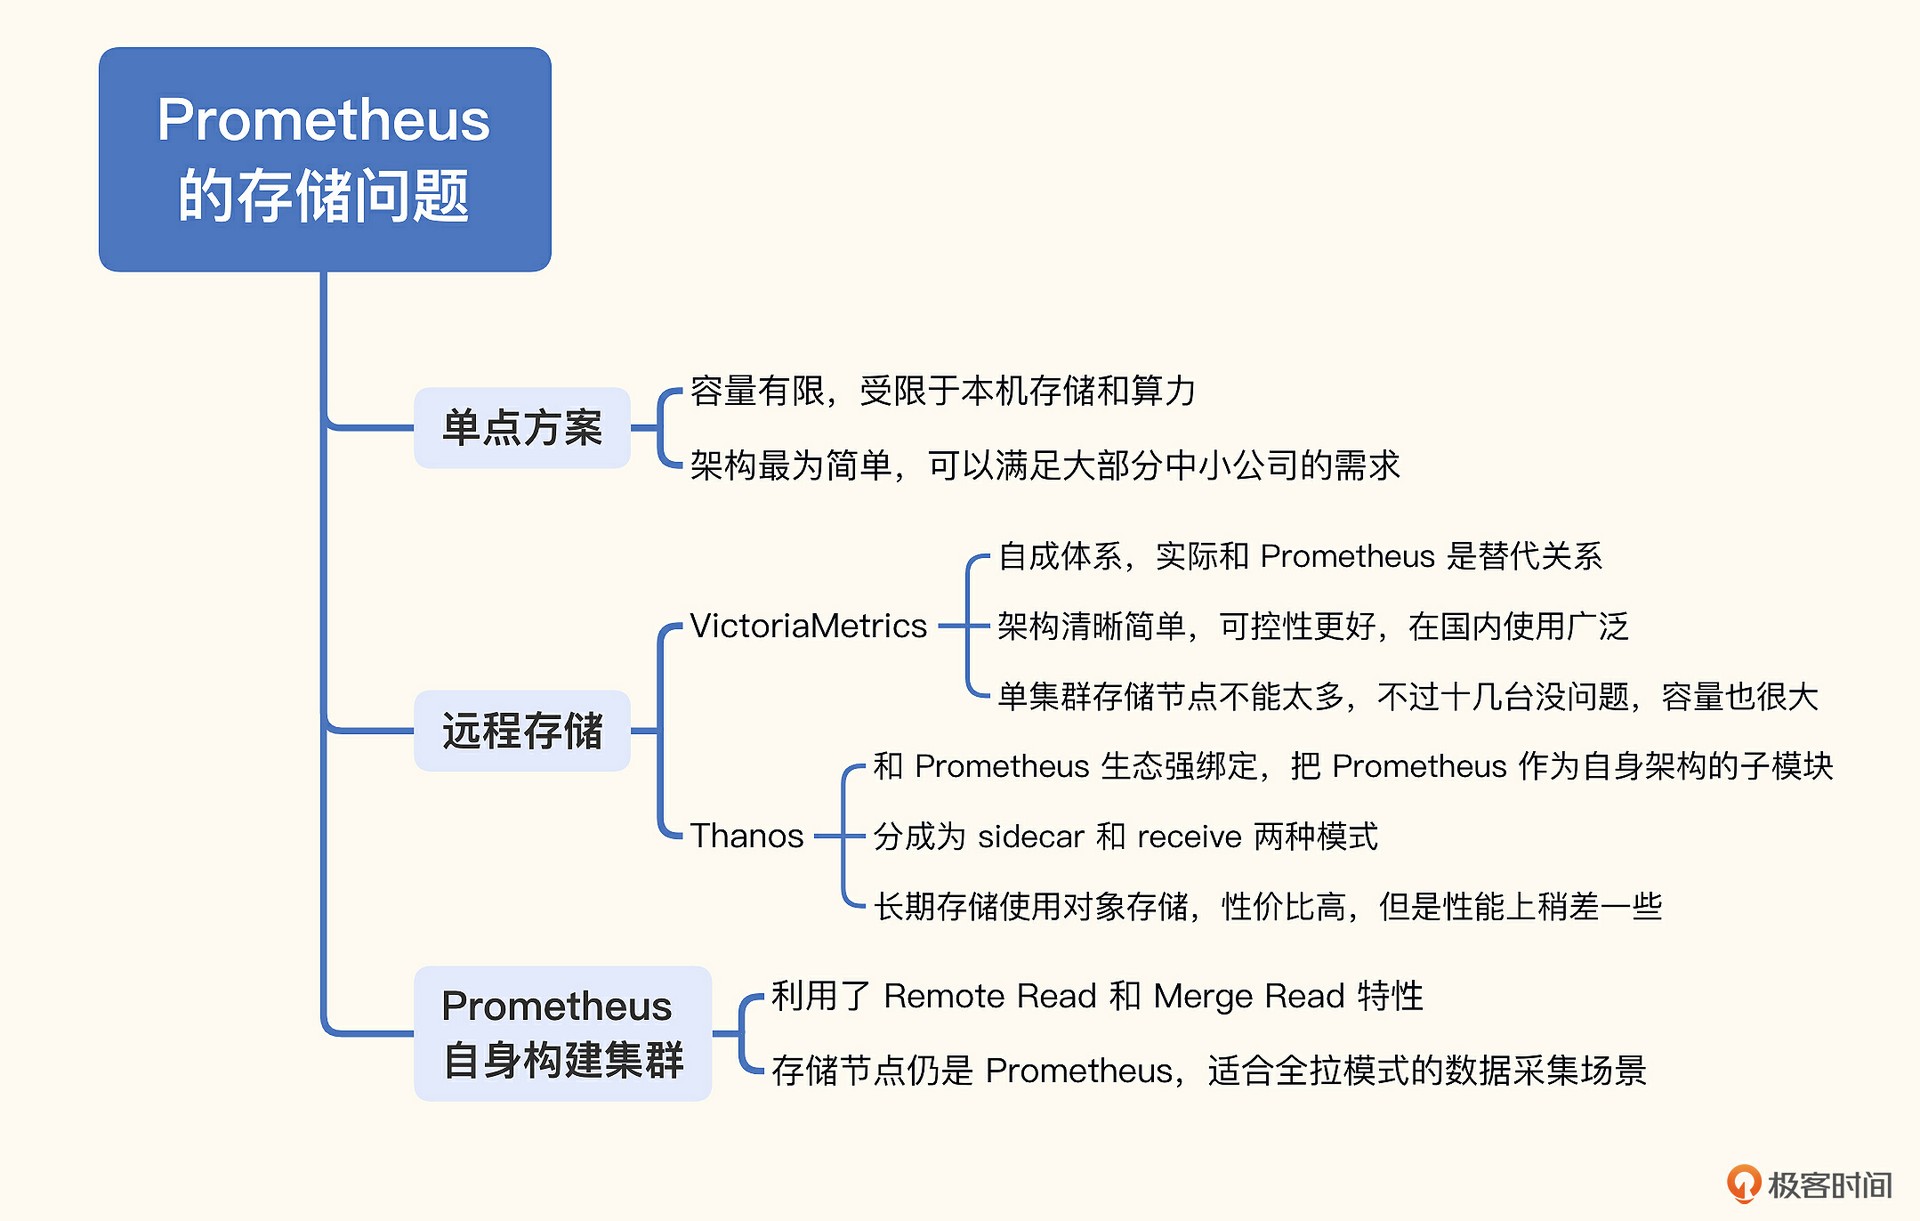 Prometheus
的存储问题
单点方案
容量有限，受限于本机存储和算力
架构最为简单，可以满足大部分中小公司的需求
远程存储
VictoriaMetrics
自成体系，实际和 Prometheus 是替代关系
架构清晰简单，可控性更好，在国内使用广泛
单集群存储节点不能太多，不过十几台没问题，容量也很大
Thanos
和 Prometheus 生态强绑定，把 Prometheus 作为自身架构的子模块
分成为 sidecar 和 receive 两种模式
长期存储使用对象存储，性价比高，但是性能上稍差一些
Prometheus
自身构建集群
利用了 Remote Read 和 Merge Read 特性
存储节点仍是 Prometheus，适合全拉模式的数据采集场景
极客时间